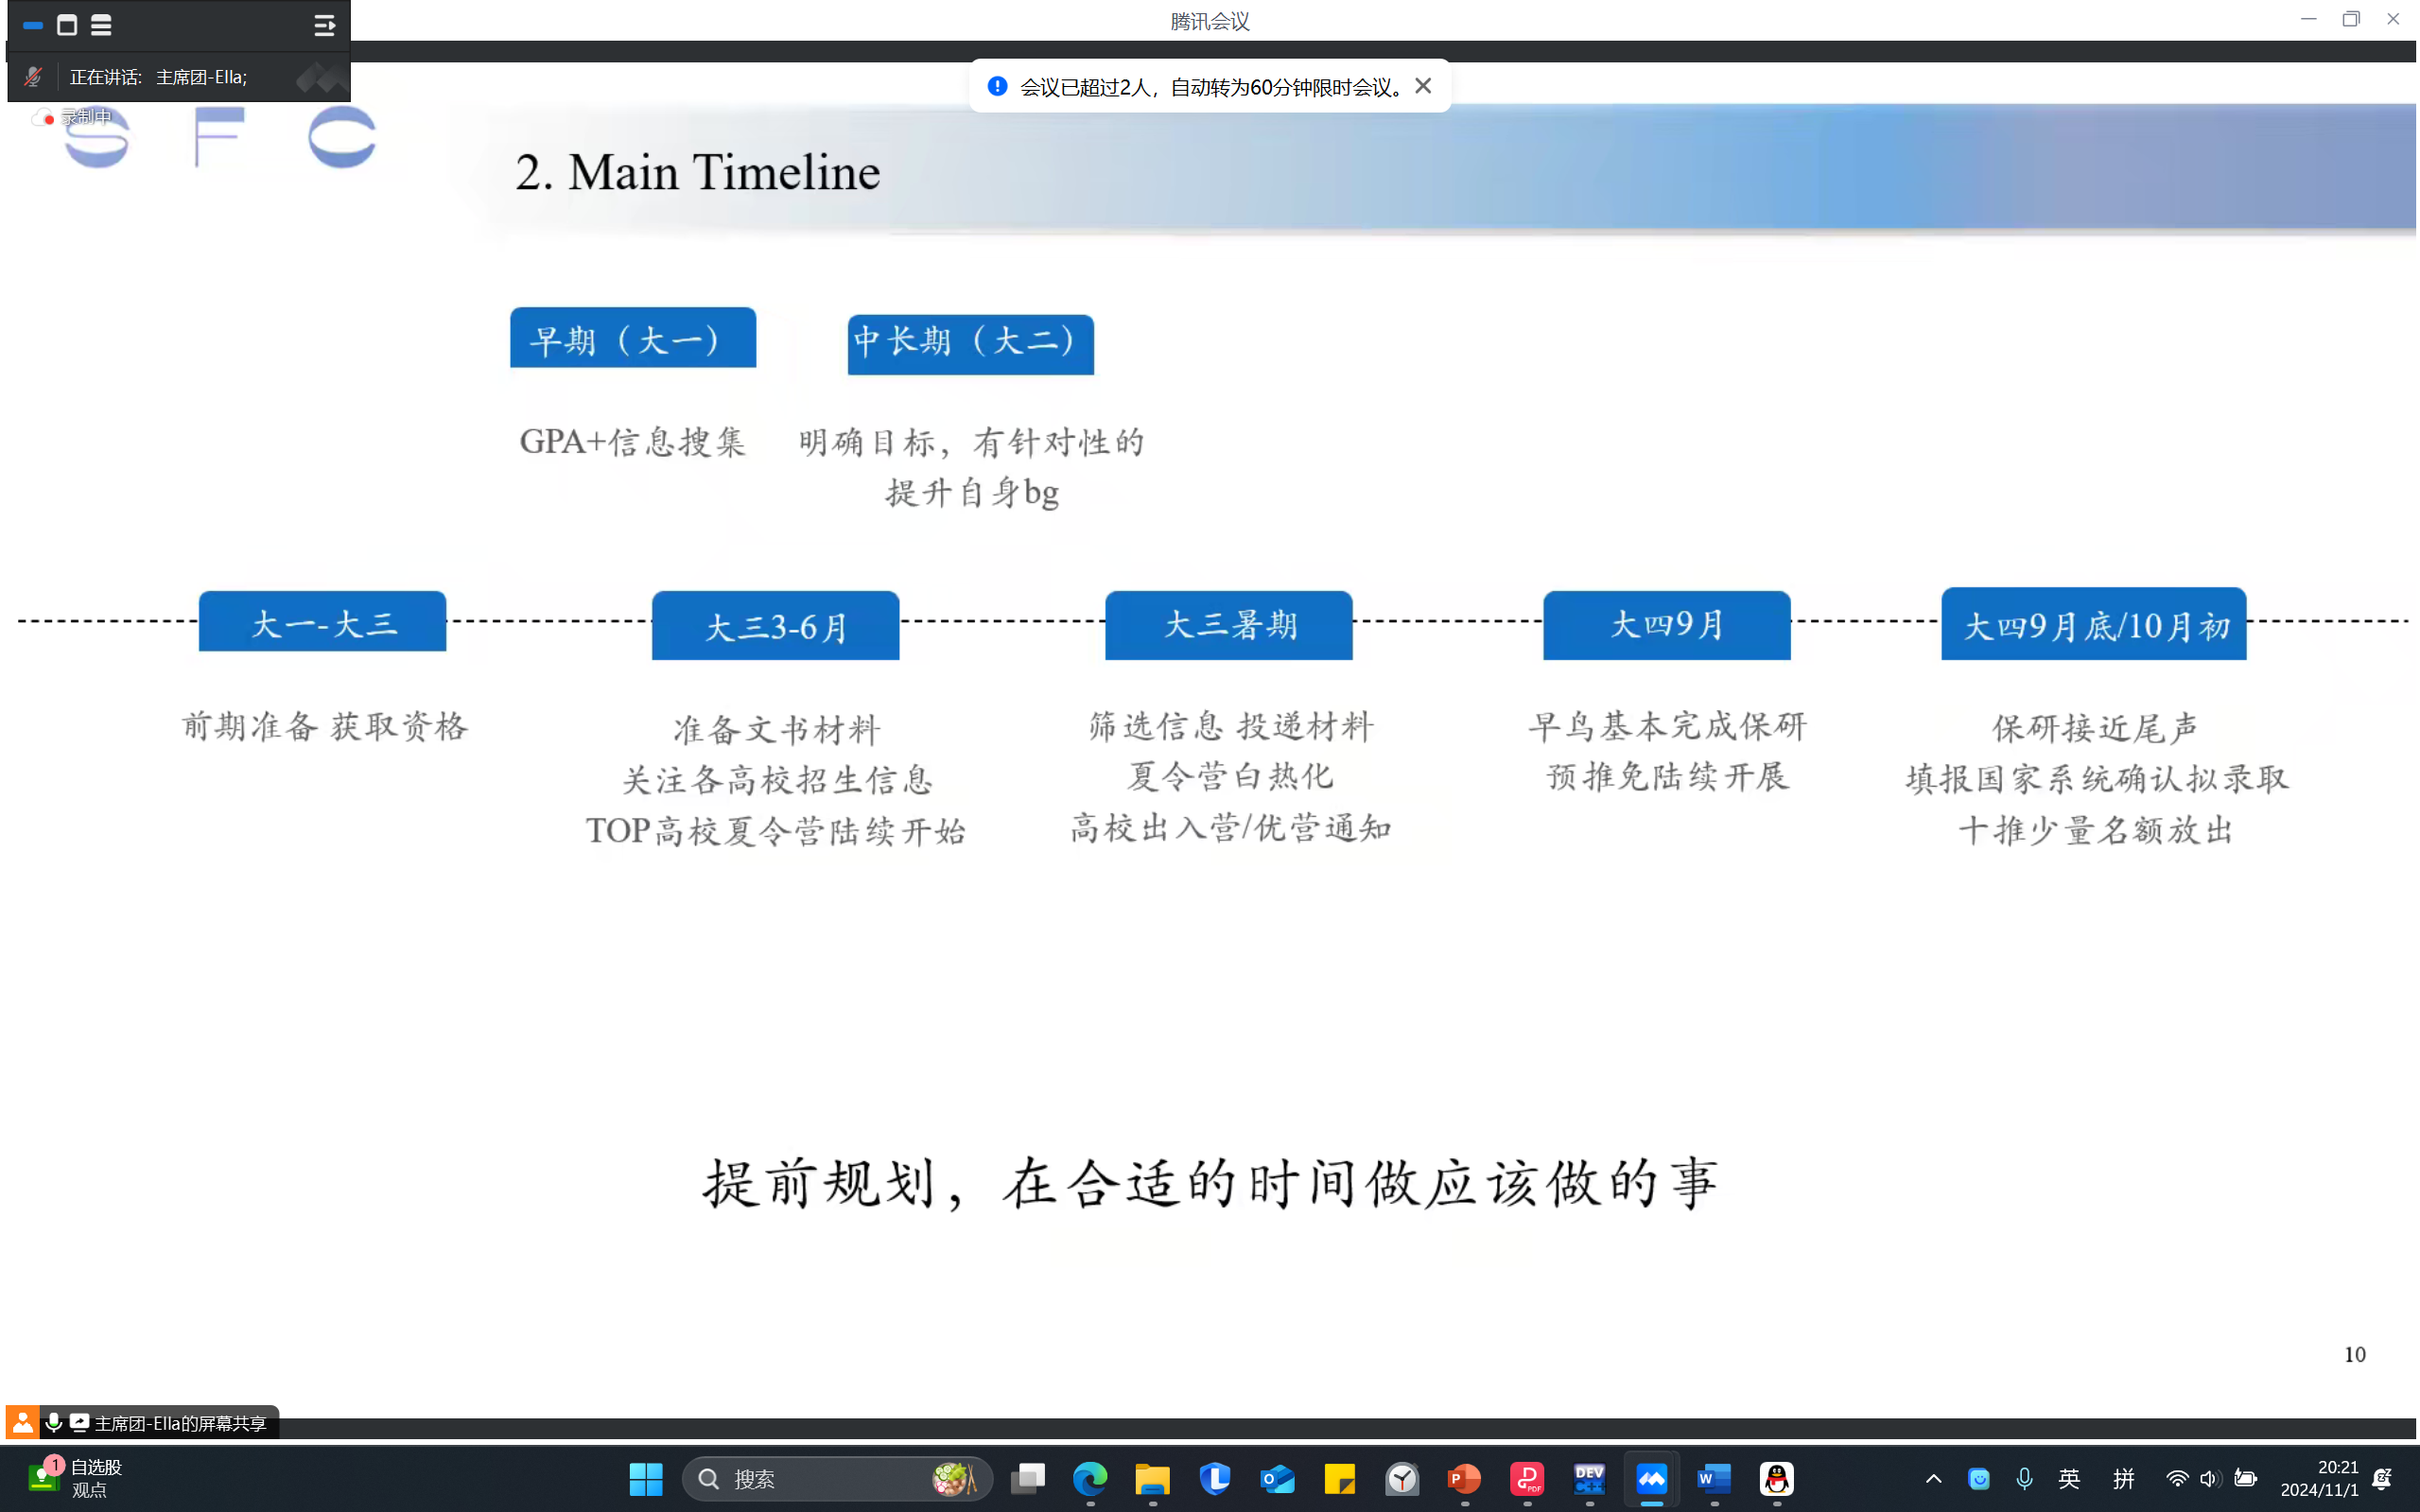 腾讯会议
正在讲话: 主席团-Ella;
会议已超过2人，自动转为60分钟限时会议。
录制中
S F C
2. Main Timeline
早期（大一）
中长期（大二）
GPA+信息搜集
明确目标，有针对性的
提升自身bg
大一-大三
大三3-6月
大三暑期
大四9月
大四9月底/10月初
前期准备 获取资格
准备文书材料
关注各高校招生信息
TOP高校夏令营陆续开始
筛选信息 投递材料
夏令营白热化
高校出入营/优营通知
早鸟基本完成保研
预推免陆续开展
保研接近尾声
填报国家系统确认拟录取
十推少量名额放出
提前规划，在合适的时间做应该做的事
10
主席团-Ella的屏幕共享
1
自选股
观点
搜索
DEV
C++
英
拼
20:21
2024/11/1